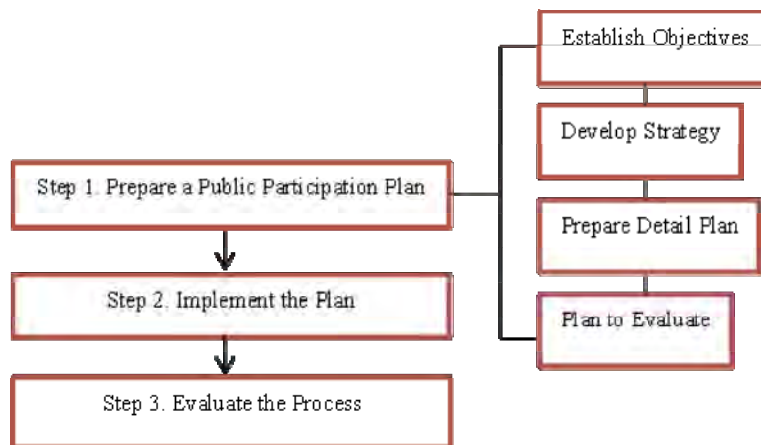 Establish Objectives
Develop Strategy
Step 1. Prepare a Public Participation Plan
Prepare Detail Plan
Step 2. Implement the Plan
Plan to Evaluate
Step 3. Evaluate the Process